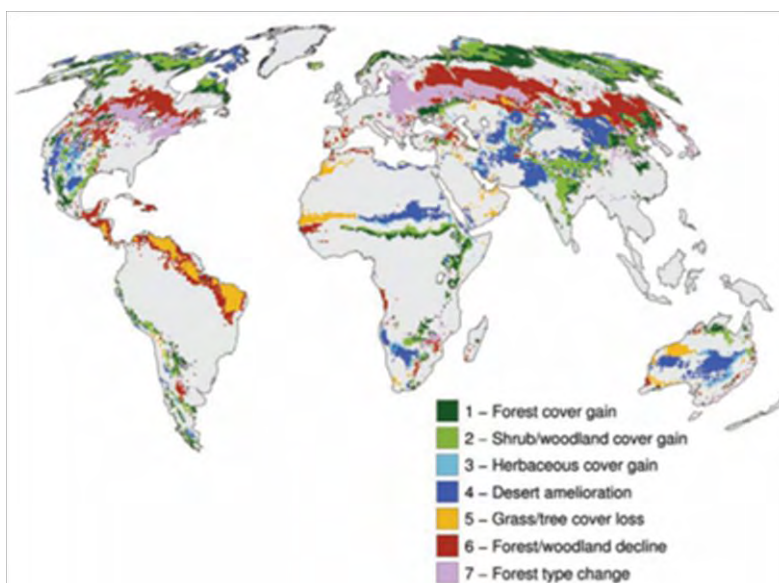 1 – Forest cover gain
2 – Shrub/woodland cover gain
3 – Herbaceous cover gain
4 – Desert amelioration
5 – Grass/tree cover loss
6 – Forest/woodland decline
7 – Forest type change